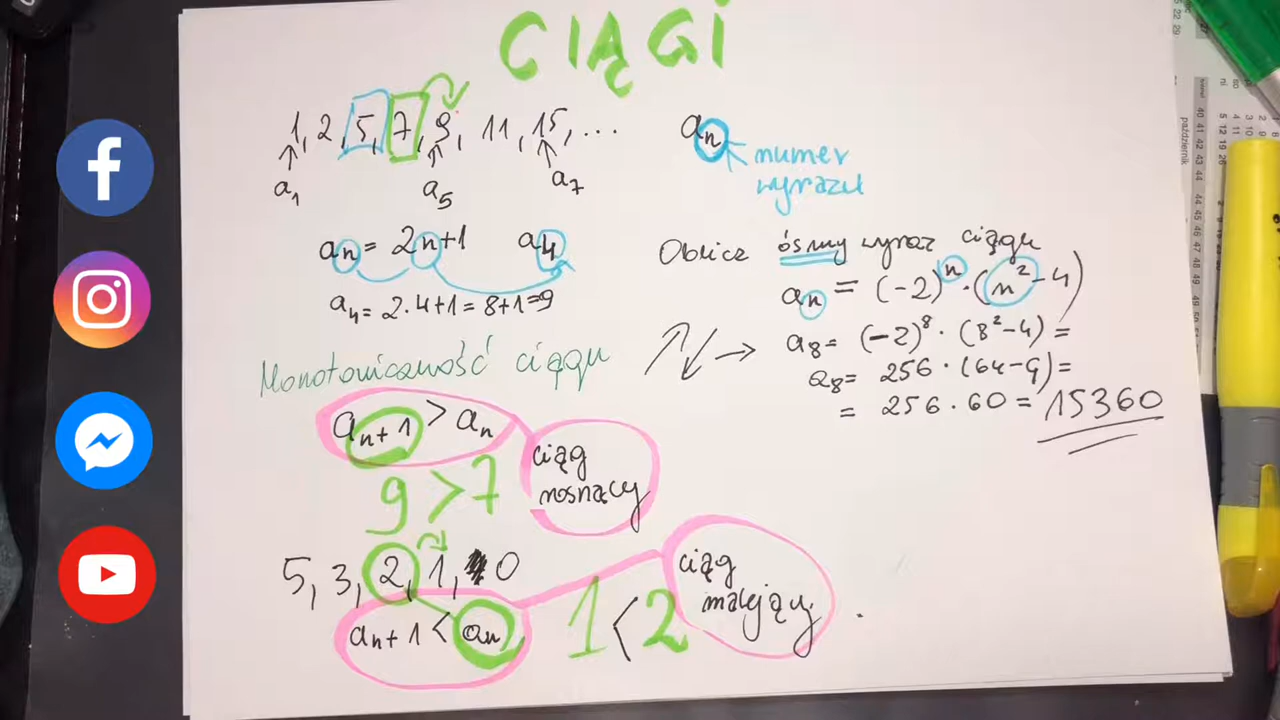 CIĄGI
1, 2, 5, 7, 9, 11, 15, ...
a₁ a₅ a₇
aₙ
numer
wyrazu
aₙ = 2n+1 a₄
a₄ = 2·4+1 = 8+1=9
Oblicz ósmy wyraz ciągu
aₙ = (-2)ⁿ · (n²-4)
a₈ = (-2)⁸ · (8²-4) =
a₈ = 256 · (64-4) =
= 256 · 60 = 15360
Monotoniczność ciągu
aₙ₊₁ > aₙ
ciąg
rosnący
9 > 7
5, 3, 2, 1, 0
aₙ₊₁ < aₙ
1 < 2
ciąg
malejący
październik